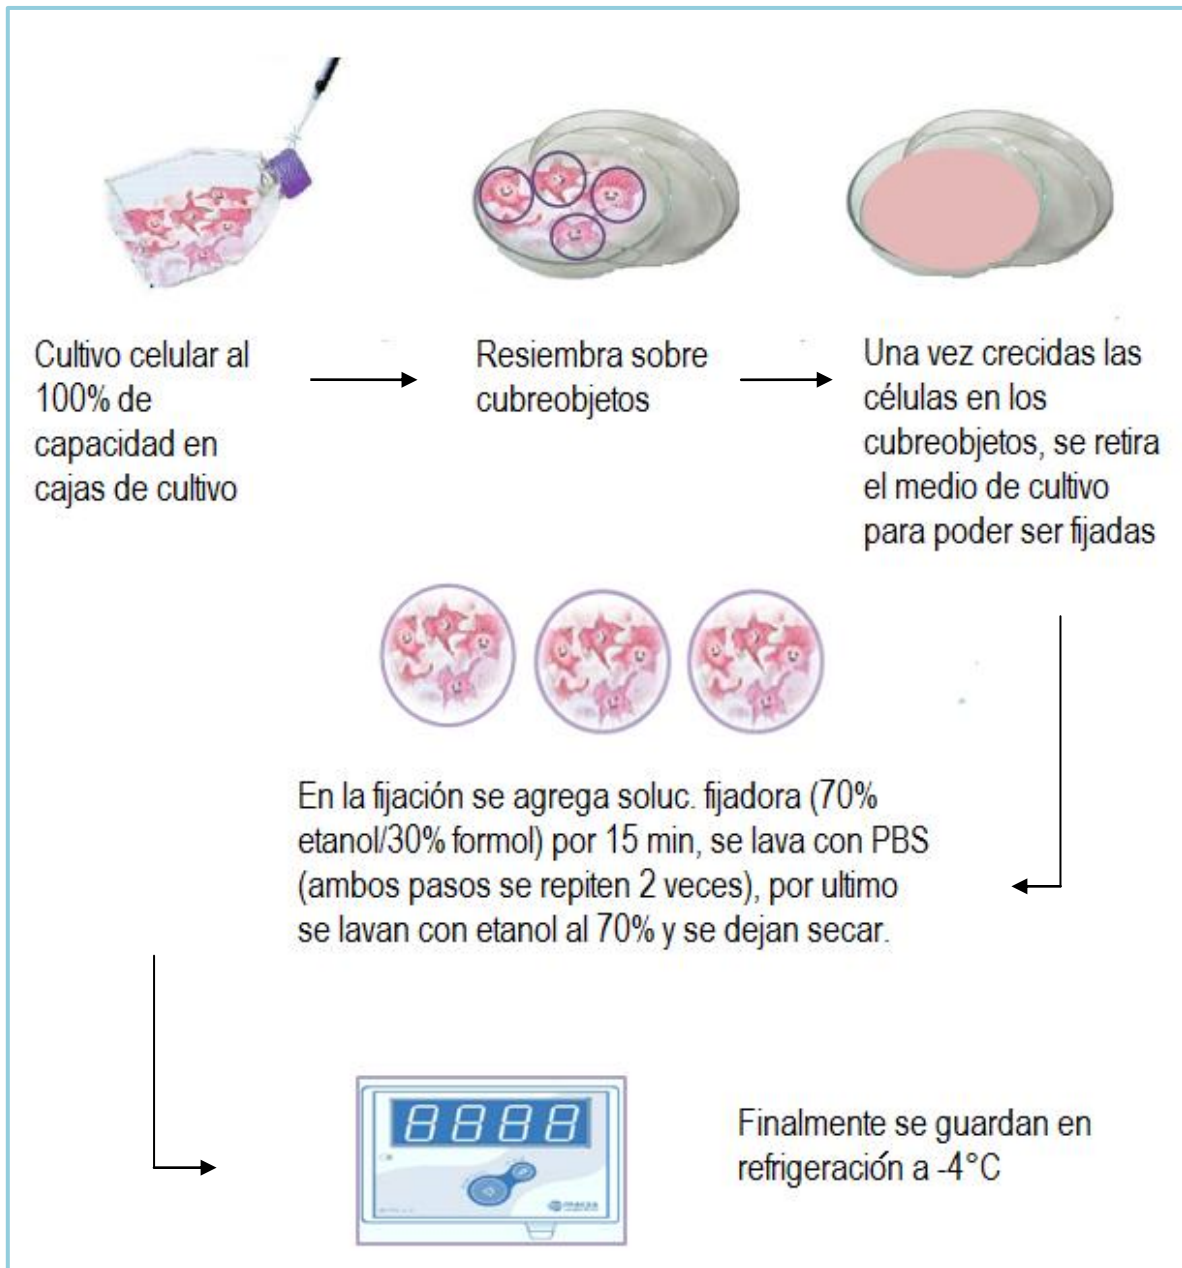 Cultivo celular al
100% de
capacidad en
cajas de cultivo
Resiembra sobre
cubreobjetos
Una vez crecidas las
células en los
cubreobjetos, se retira
el medio de cultivo
para poder ser fijadas
En la fijación se agrega soluc. fijadora (70%
etanol/30% formol) por 15 min, se lava con PBS
(ambos pasos se repiten 2 veces), por ultimo
se lavan con etanol al 70% y se dejan secar.
8888
Finalmente se guardan en
refrigeración a -4°C